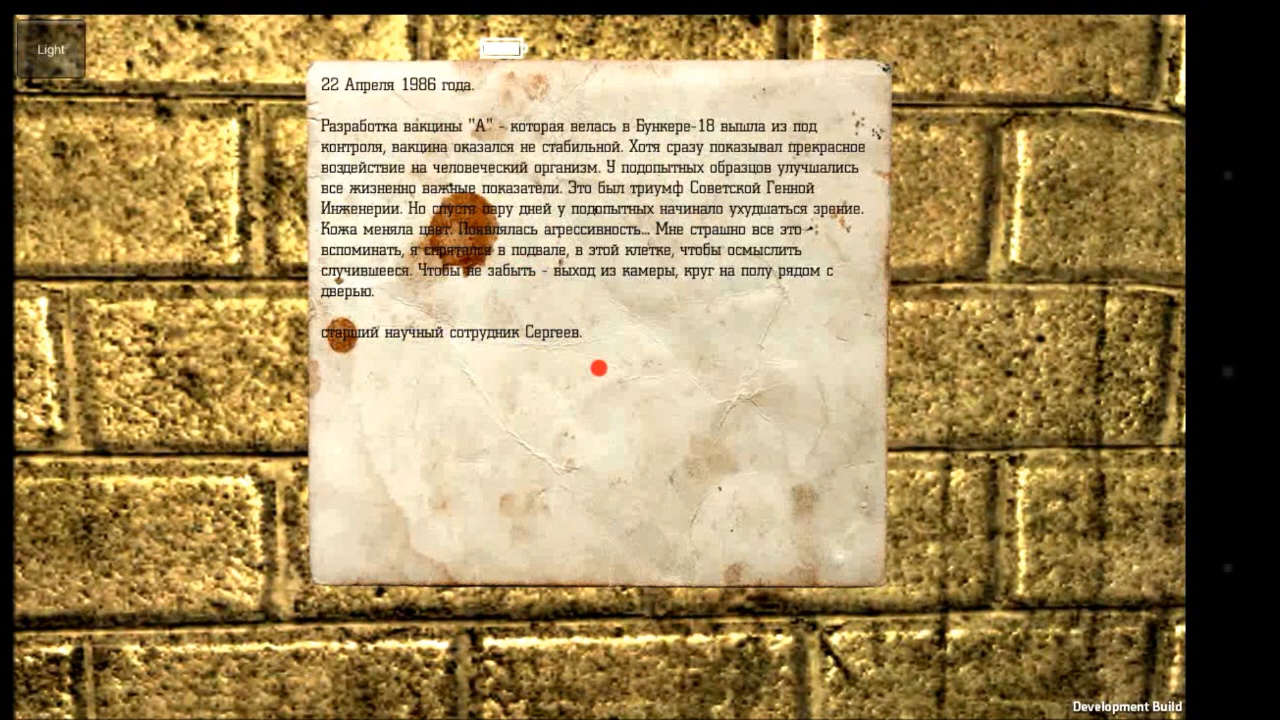 Light
22 Апреля 1986 года.
Разработка вакцины "А" - которая велась в Бункере-18 вышла из под
контроля, вакцина оказался не стабильной. Хотя сразу показывал прекрасное
воздействие на человеческий организм. У подопытных образцов улучшались
все жизненно важные показатели. Это был триумф Советской Генной
Инженерии. Но спустя пару дней у подопытных начинало ухудшаться зрение.
Кожа меняла цвет. Появлялась агрессивность... Мне страшно все это
вспоминать, я спрятался в подвале, в этой клетке, чтобы осмыслить
случившееся. Чтобы не забыть - выход из камеры, круг на полу рядом с
дверью.
старший научный сотрудник Сергеев.
Development Build